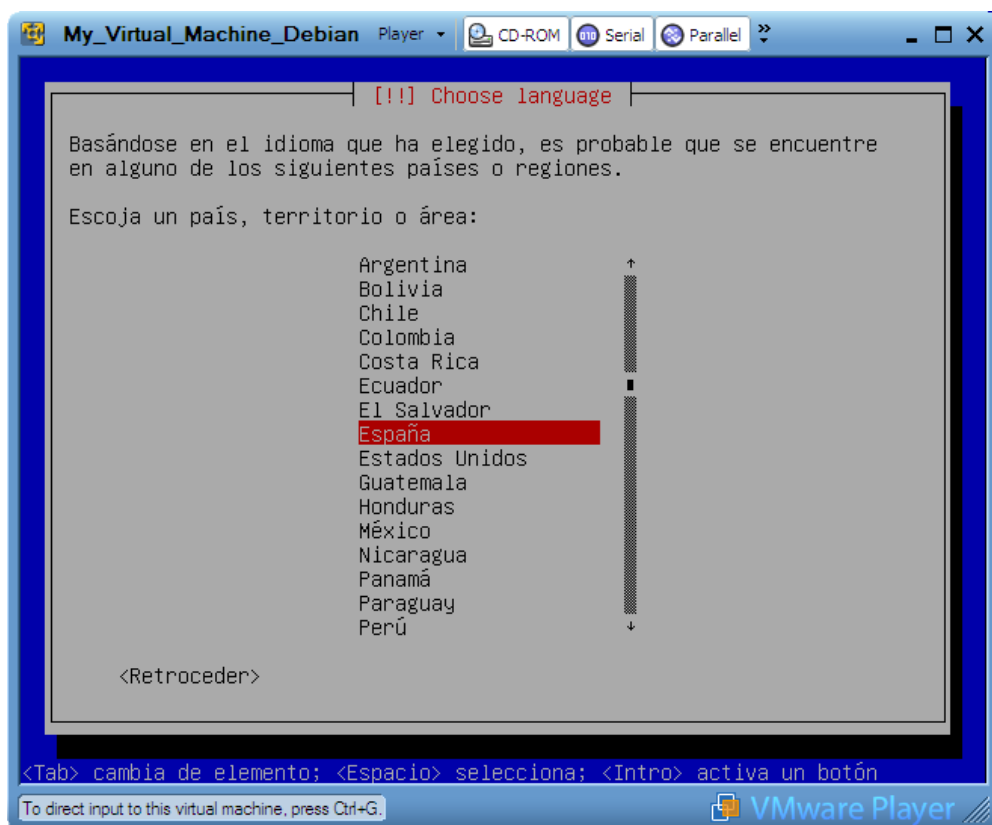 My_Virtual_Machine_Debian Player CD-ROM Serial Parallel
[!!] Choose language
Basándose en el idioma que ha elegido, es probable que se encuentre
en alguno de los siguientes países o regiones.
Escoja un país, territorio o área:
Argentina
Bolivia
Chile
Colombia
Costa Rica
Ecuador
El Salvador
España
Estados Unidos
Guatemala
Honduras
México
Nicaragua
Panamá
Paraguay
Perú
<Retroceder>
<Tab> cambia de elemento; <Espacio> selecciona; <Intro> activa un botón
To direct input to this virtual machine, press Ctrl+G. VMware Player